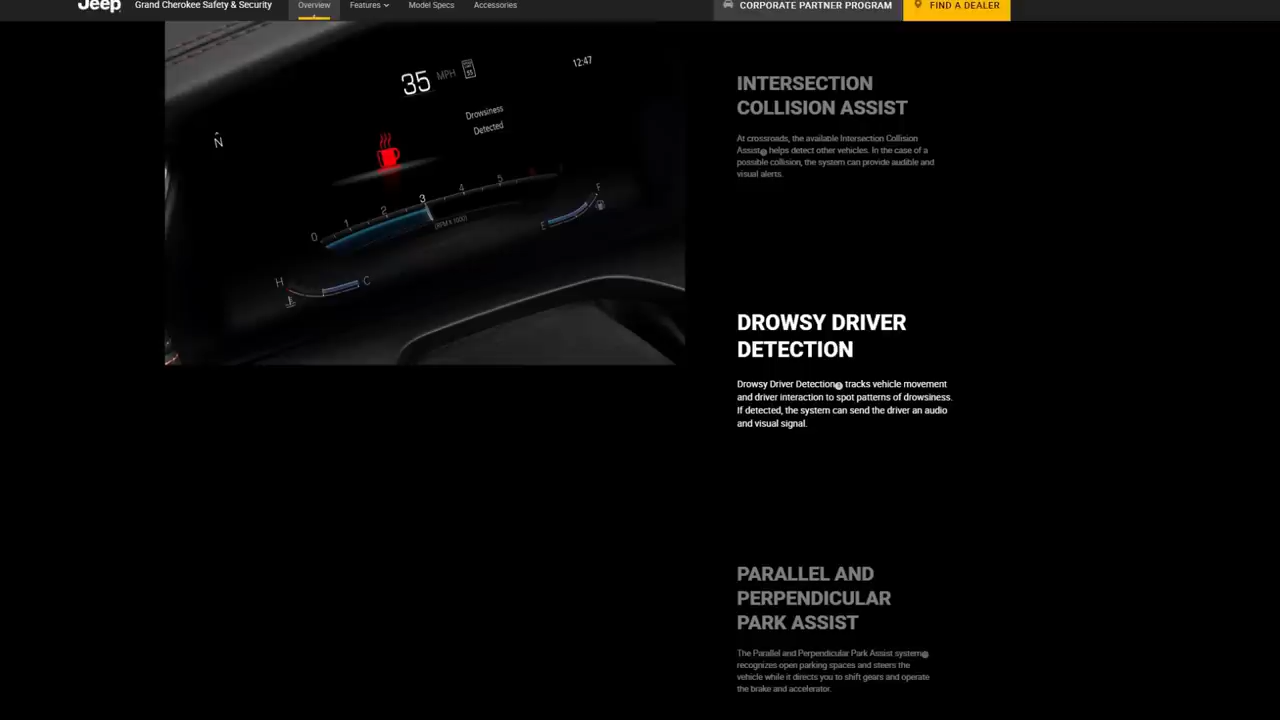 Jeep
Grand Cherokee Safety & Security
Overview
Features
Model Specs
Accessories
CORPORATE PARTNER PROGRAM
FIND A DEALER
35 MPH
12:47
Drowsiness
Detected
N
0 1 2 3 4 5
(RPM X 1000)
E F
H C
INTERSECTION
COLLISION ASSIST
At crossroads, the available Intersection Collision
Assist helps detect other vehicles. In the case of a
possible collision, the system can provide audible and
visual alerts.
DROWSY DRIVER
DETECTION
Drowsy Driver Detection tracks vehicle movement
and driver interaction to spot patterns of drowsiness.
If detected, the system can send the driver an audio
and visual signal.
PARALLEL AND
PERPENDICULAR
PARK ASSIST
The Parallel and Perpendicular Park Assist system
recognizes open parking spaces and steers the
vehicle while it directs you to shift gears and operate
the brake and accelerator.